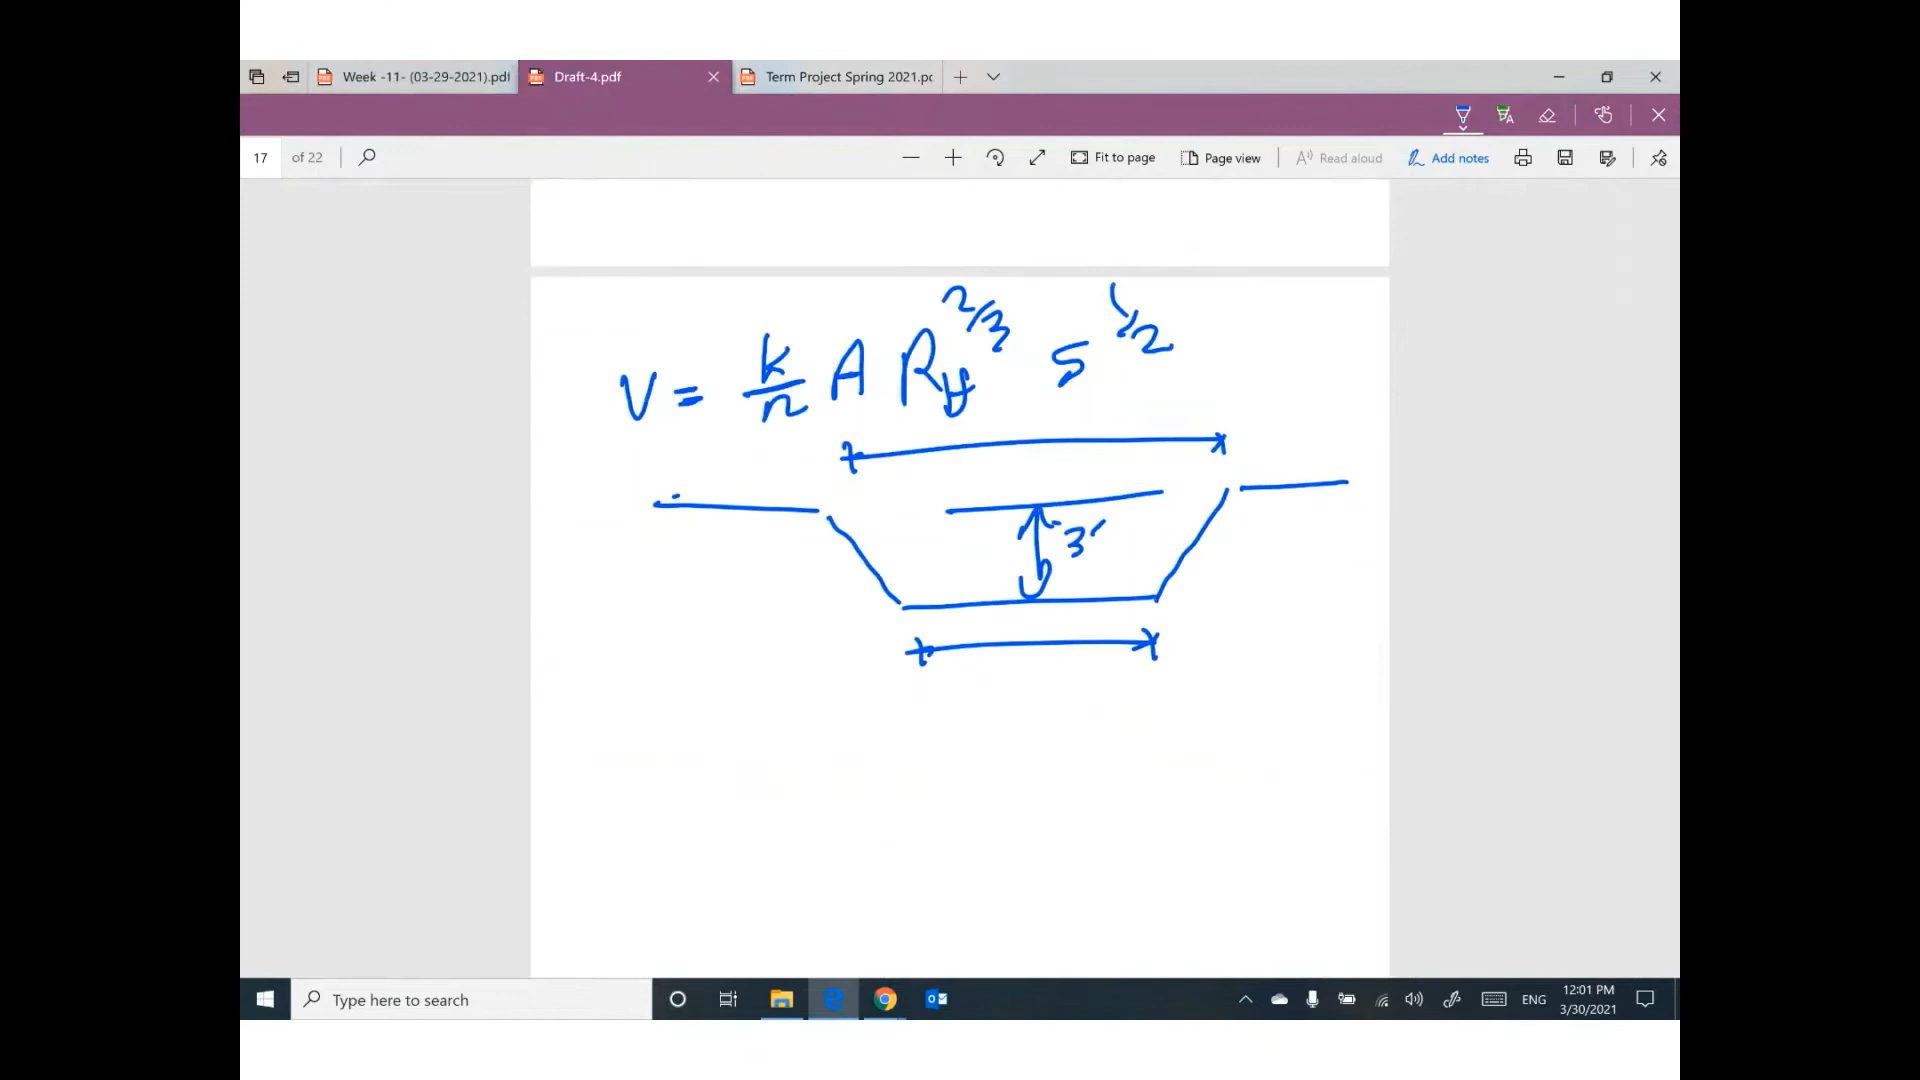 Week -11- (03-29-2021).pdf Draft-4.pdf Term Project Spring 2021.pc
17 of 22 Fit to page Page view Read aloud Add notes
V = k/n A R_H^2/3 S^1/2
3'
Type here to search ENG 12:01 PM
3/30/2021